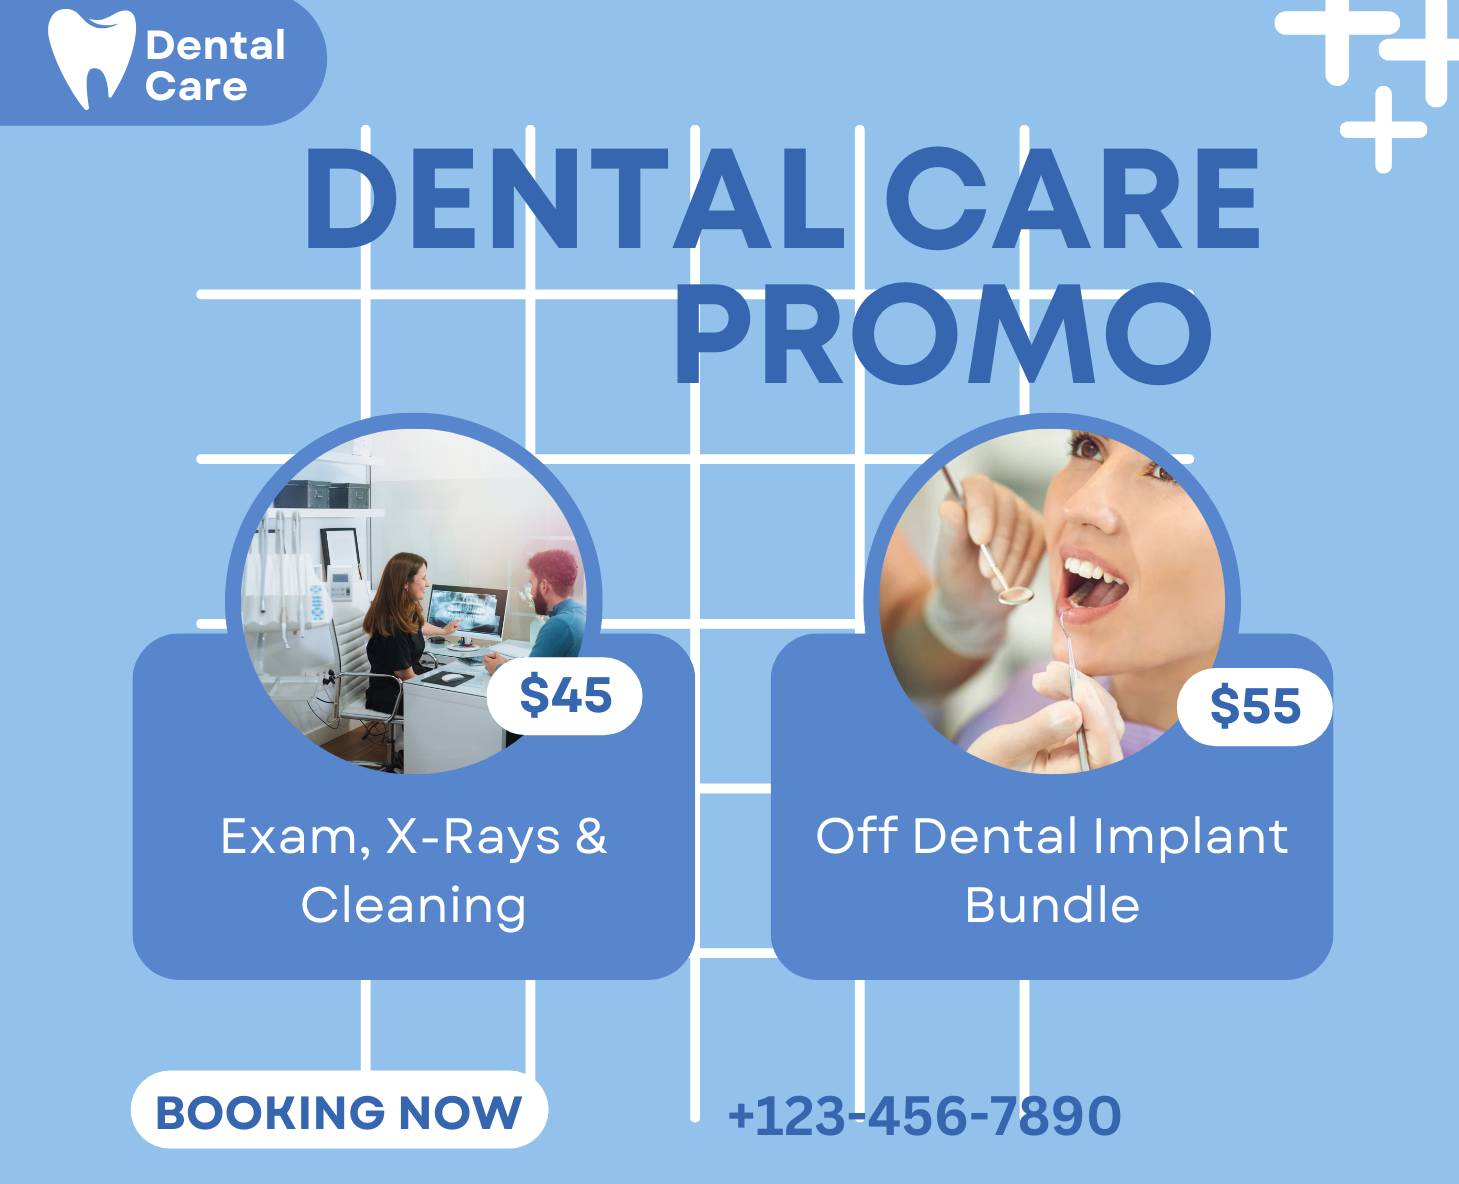 Dental
Care
DENTAL CARE
PROMO
$45
$55
Exam, X-Rays &
Cleaning
Off Dental Implant
Bundle
BOOKING NOW
+123-456-7890